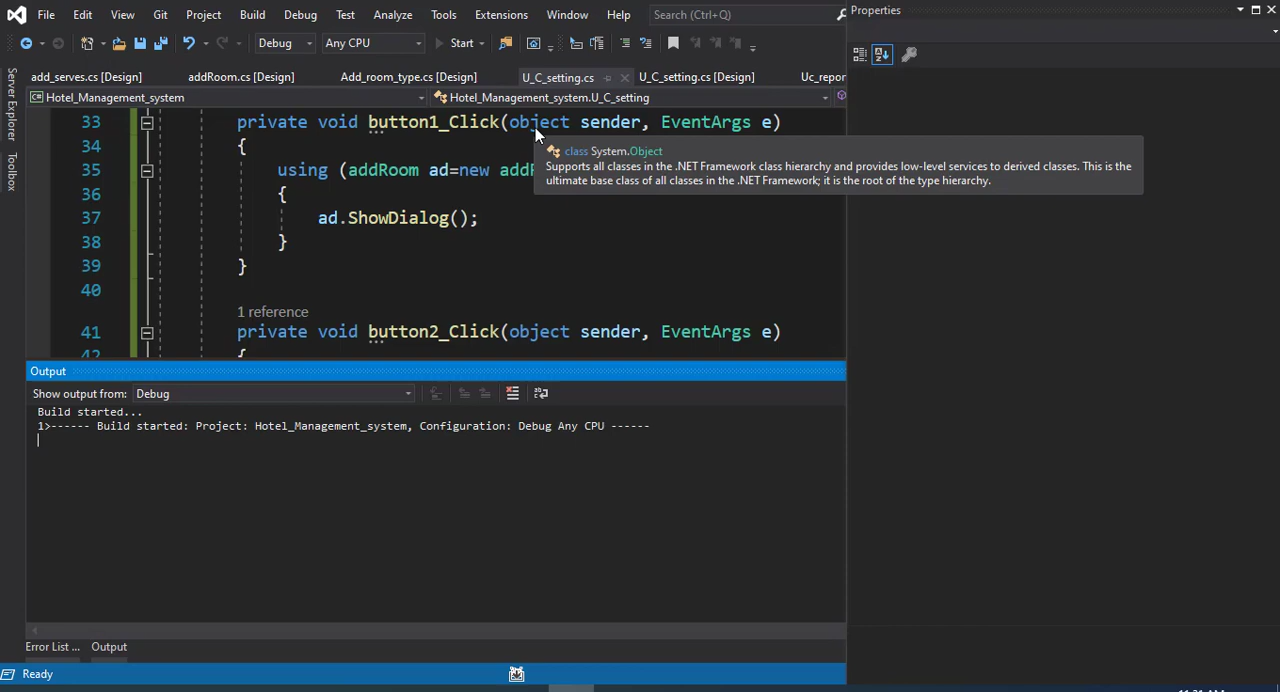 File Edit View Git Project Build Debug Test Analyze Tools Extensions Window Help Search (Ctrl+Q)
Properties
Debug Any CPU Start
Server Explorer
Toolbox
add_serves.cs [Design] addRoom.cs [Design] Add_room_type.cs [Design] U_C_setting.cs U_C_setting.cs [Design] Uc_repor
Hotel_Management_system Hotel_Management_system.U_C_setting
33 private void button1_Click(object sender, EventArgs e)
34 {
class System.Object
Supports all classes in the .NET Framework class hierarchy and provides low-level services to derived classes. This is the
ultimate base class of all classes in the .NET Framework; it is the root of the type hierarchy.
35 using (addRoom ad=new addR
36 {
37 ad.ShowDialog();
38 }
39 }
40
1 reference
41 private void button2_Click(object sender, EventArgs e)
42 {
Output
Show output from: Debug
Build started...
1>------ Build started: Project: Hotel_Management_system, Configuration: Debug Any CPU ------
Error List ... Output
Ready